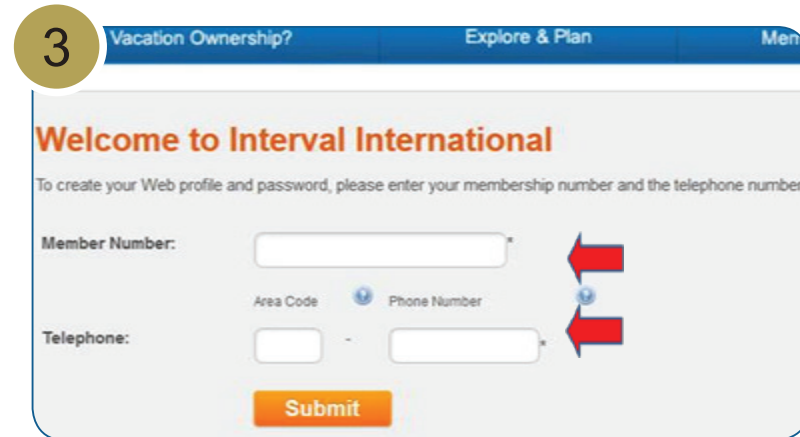 3
Vacation Ownership? Explore & Plan
Welcome to Interval International
To create your Web profile and password, please enter your membership number and the telephone number
Member Number: *
Area Code ? Phone Number ?
Telephone: - *
Submit